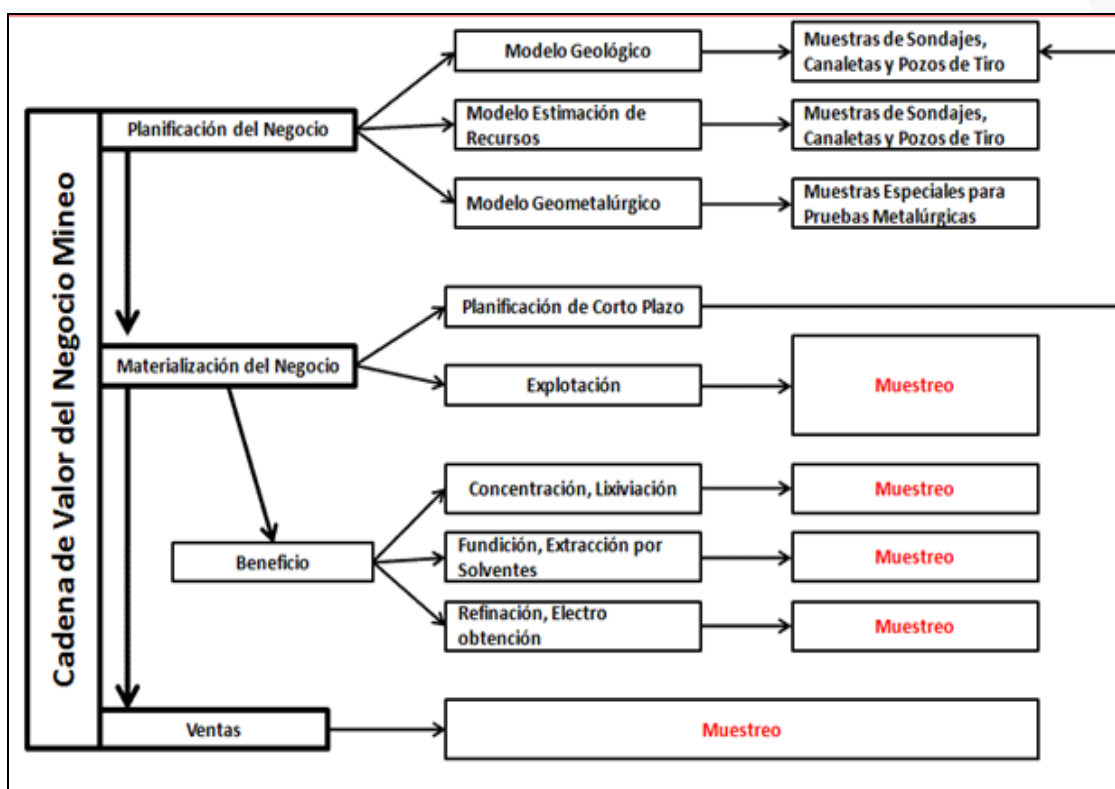 Cadena de Valor del Negocio Mineo
Modelo Geológico
Muestras de Sondajes,
Canaletas y Pozos de Tiro
Planificación del Negocio
Modelo Estimación de
Recursos
Muestras de Sondajes,
Canaletas y Pozos de Tiro
Modelo Geometalúrgico
Muestras Especiales para
Pruebas Metalúrgicas
Planificación de Corto Plazo
Materialización del Negocio
Explotación
Muestreo
Concentración, Lixiviación
Muestreo
Beneficio
Fundición, Extracción por
Solventes
Muestreo
Refinación, Electro
obtención
Muestreo
Ventas
Muestreo